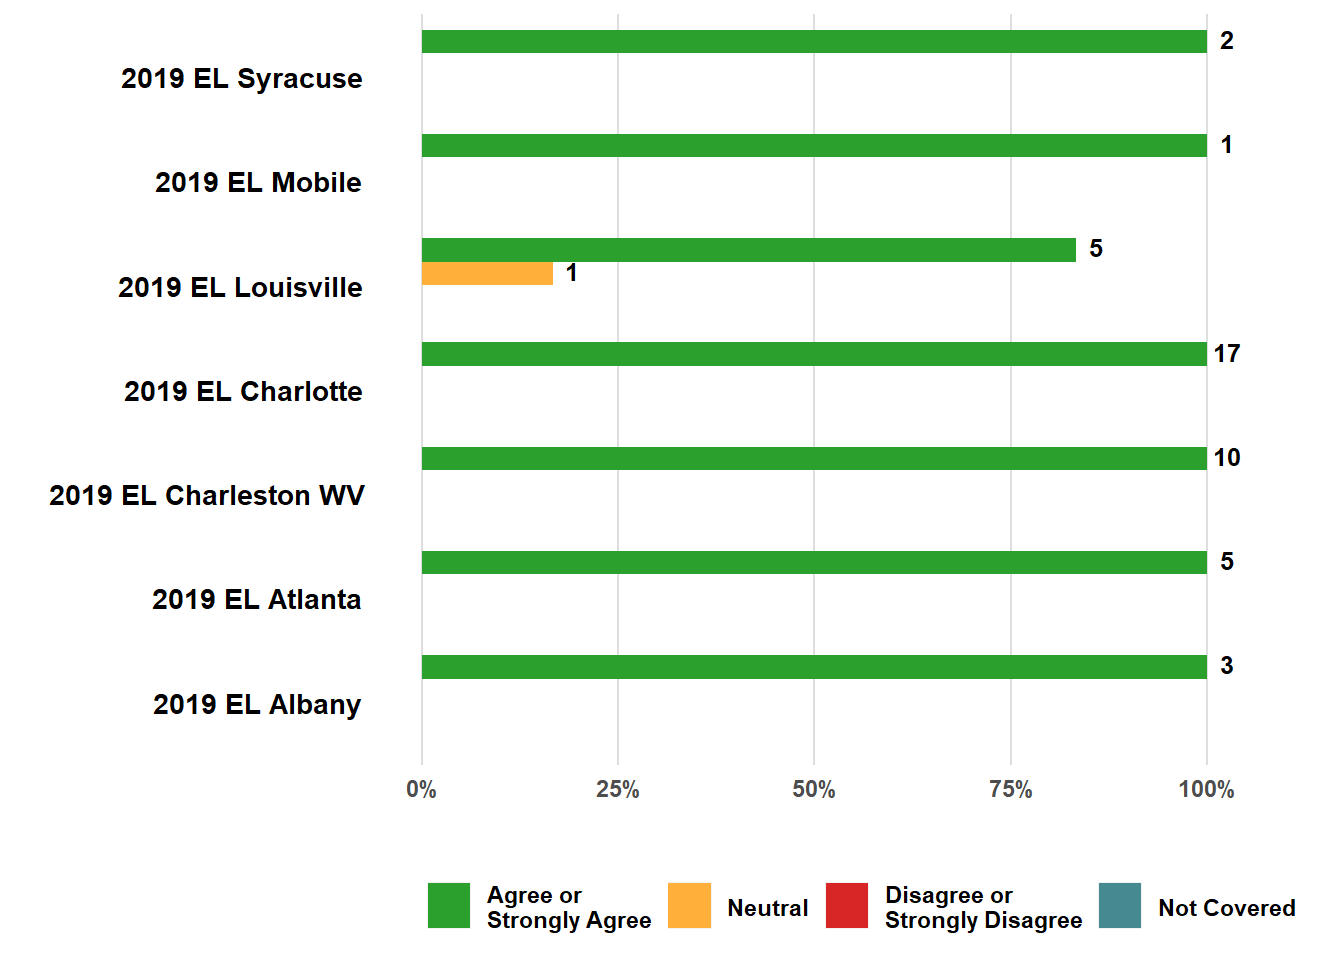 2
2019 EL Syracuse
1
2019 EL Mobile
5
1
2019 EL Louisville
17
2019 EL Charlotte
10
2019 EL Charleston WV
5
2019 EL Atlanta
3
2019 EL Albany
0% 25% 50% 75% 100%
Agree or
Strongly Agree
Neutral
Disagree or
Strongly Disagree
Not Covered